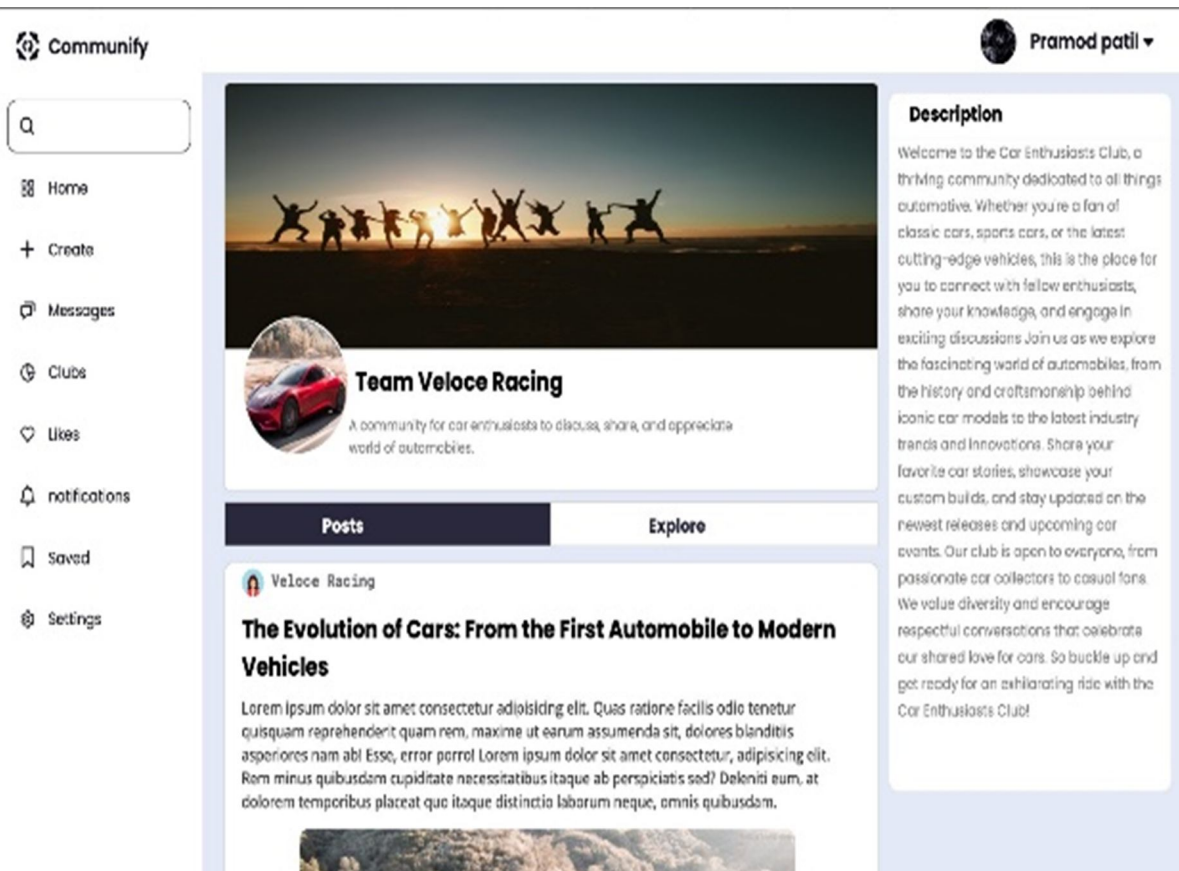 Communify
Pramod patil
Home
Create
Messages
Clubs
Likes
notifications
Saved
Settings
Team Veloce Racing
A community for car enthusiasts to discuss, share, and appreciate
world of automobiles.
Posts
Explore
Veloce Racing
The Evolution of Cars: From the First Automobile to Modern
Vehicles
Lorem ipsum dolor sit amet consectetur adipisicing elit. Quas ratione facilis odio tenetur
quisquam reprehenderit quam rem, maxime ut earum assumenda sit, dolores blanditiis
asperiores nam ab! Esse, error porro! Lorem ipsum dolor sit amet consectetur, adipisicing elit.
Rem minus quibusdam cupiditate necessitatibus itaque ab perspiciatis sed? Deleniti eum, at
dolorem temporibus placeat quo itaque distinctio laborum neque, omnis quibusdam.
Description
Welcome to the Car Enthusiasts Club, a
thriving community dedicated to all things
automotive. Whether you're a fan of
classic cars, sports cars, or the latest
cutting-edge vehicles, this is the place for
you to connect with fellow enthusiasts,
share your knowledge, and engage in
exciting discussions Join us as we explore
the fascinating world of automobiles, from
the history and craftsmanship behind
iconic car models to the latest industry
trends and innovations. Share your
favorite car stories, showcase your
custom builds, and stay updated on the
newest releases and upcoming car
events. Our club is open to everyone, from
passionate car collectors to casual fans.
We value diversity and encourage
respectful conversations that celebrate
our shared love for cars. So buckle up and
get ready for an exhilarating ride with the
Car Enthusiasts Club!